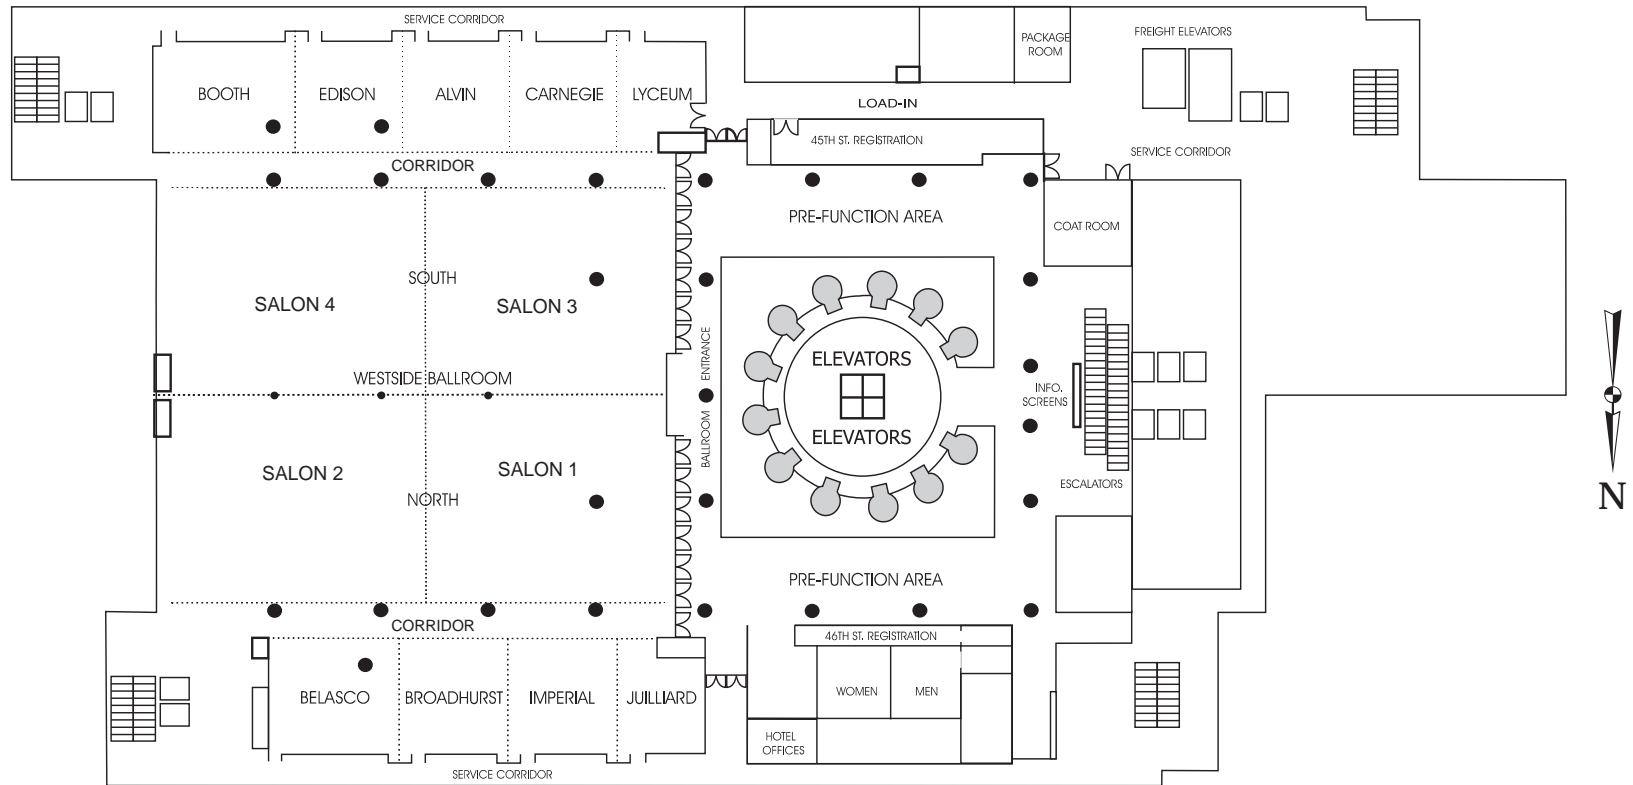 SERVICE CORRIDOR
PACKAGE
ROOM
FREIGHT ELEVATORS
BOOTH
EDISON
ALVIN
CARNEGIE
LYCEUM
LOAD-IN
45TH ST. REGISTRATION
SERVICE CORRIDOR
CORRIDOR
PRE-FUNCTION AREA
COAT ROOM
SOUTH
SALON 4
SALON 3
BALLROOM ENTRANCE
ELEVATORS
WESTSIDE BALLROOM
INFO.
SCREENS
ELEVATORS
SALON 2
SALON 1
NORTH
ESCALATORS
N
PRE-FUNCTION AREA
CORRIDOR
46TH ST. REGISTRATION
BELASCO
BROADHURST
IMPERIAL
JUILLIARD
WOMEN
MEN
HOTEL
OFFICES
SERVICE CORRIDOR